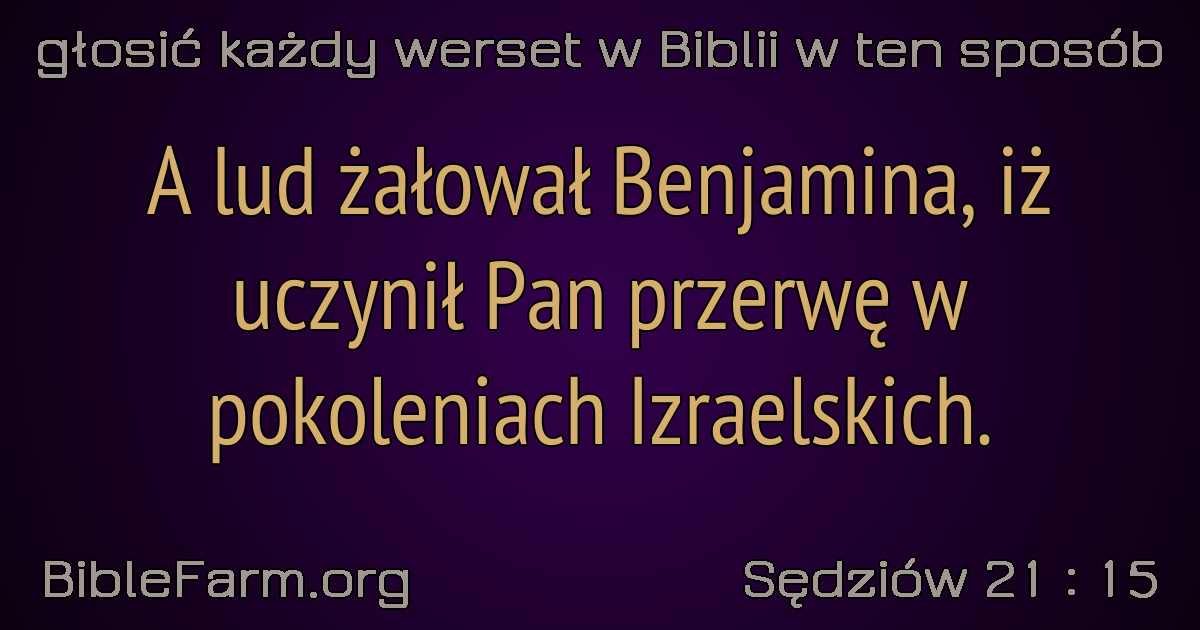 głosić każdy werset w Biblii w ten sposób
A lud żałował Benjamina, iż
uczynił Pan przerwę w
pokoleniach Izraelskich.
BibleFarm.org
Sędziów 21 : 15